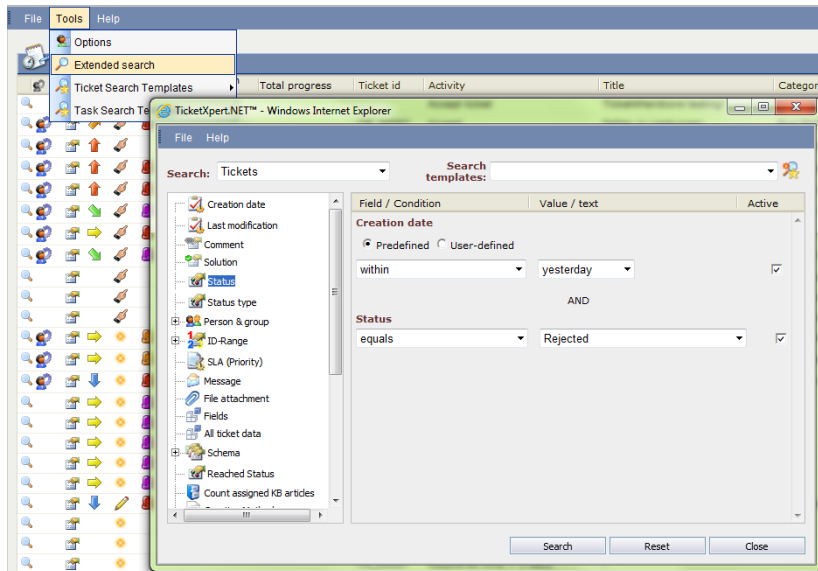 File Tools Help
Options
Extended search
Ticket Search Templates
Task Search Te
Total progress Ticket id Activity Title Categor
TicketXpert.NET™ - Windows Internet Explorer
File Help
Search: Tickets
Search templates:
Creation date
Last modification
Comment
Solution
Status
Status type
Person & group
ID-Range
SLA (Priority)
Message
File attachment
Fields
All ticket data
Schema
Reached Status
Count assigned KB articles
Field / Condition Value / text Active
Creation date
Predefined User-defined
within yesterday
AND
Status
equals Rejected
Search Reset Close